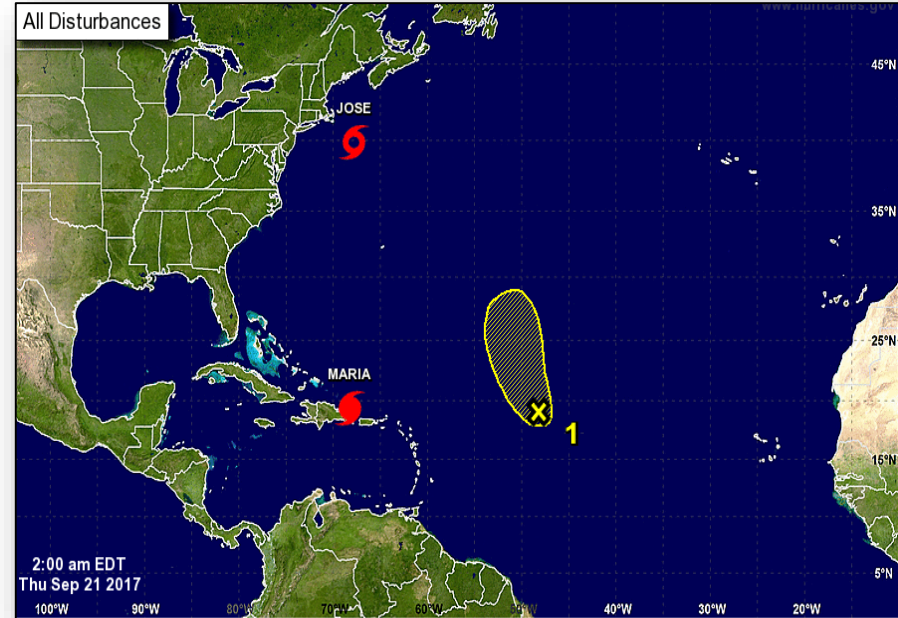 All Disturbances
www.hurricanes.gov
JOSE
45°N
35°N
25°N
MARIA
1
15°N
5°N
2:00 am EDT
Thu Sep 21 2017
100°W 90°W 80°W 70°W 60°W 50°W 40°W 30°W 20°W